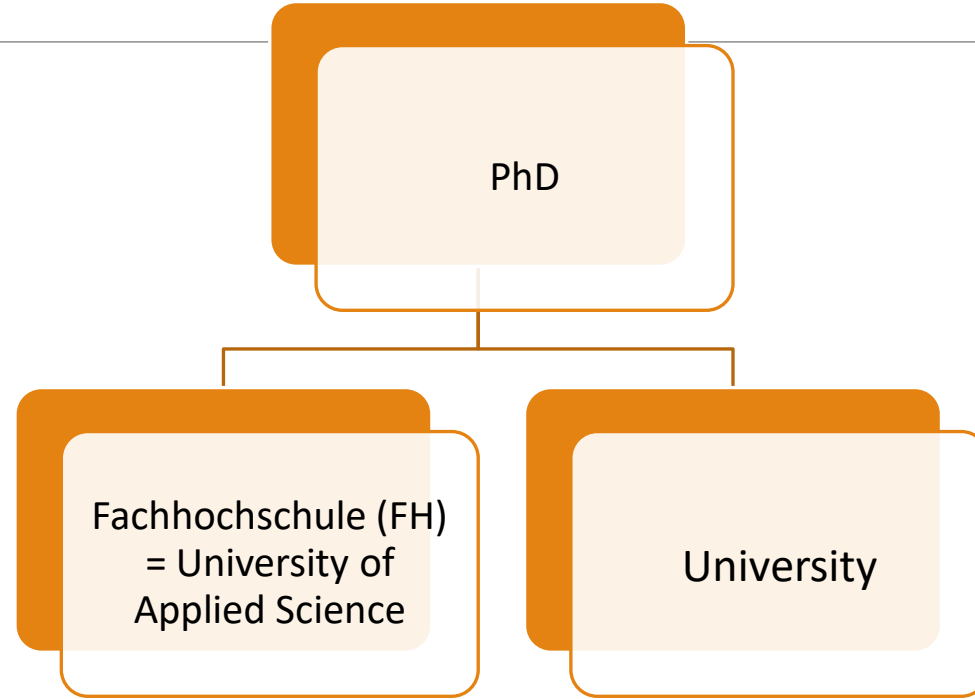 PhD
Fachhochschule (FH)
= University of
Applied Science
University